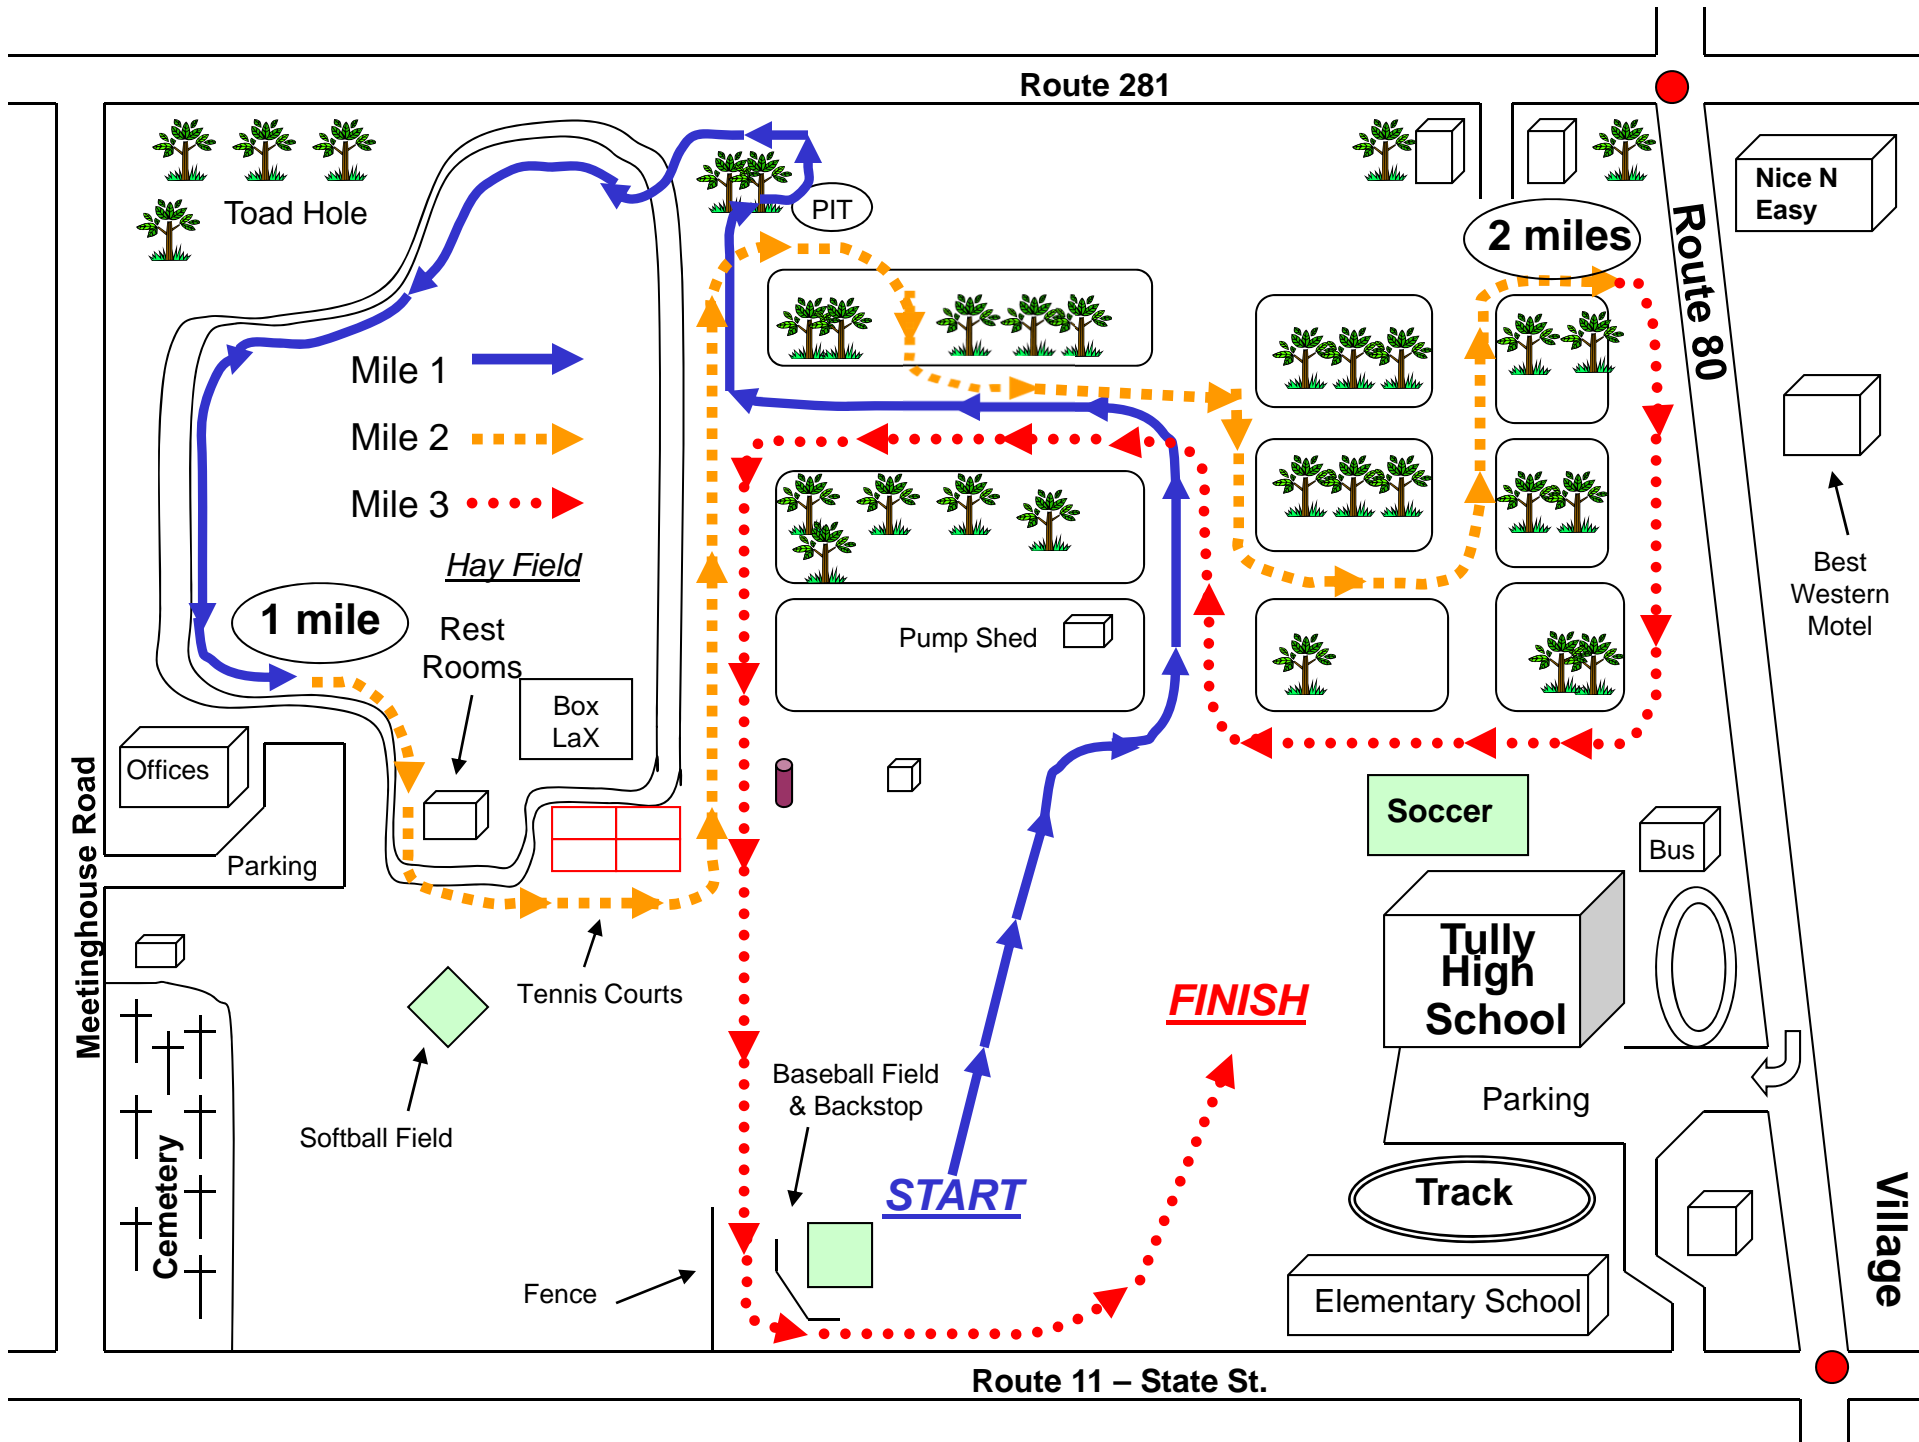 Route 281
Nice N
Easy
Toad Hole
PIT
2 miles
Route 80
Mile 1
Mile 2
Mile 3
Hay Field
Best
Western
Motel
1 mile
Rest
Rooms
Pump Shed
Box
LaX
Offices
Soccer
Bus
Parking
Meetinghouse Road
Tully
High
School
Tennis Courts
FINISH
Baseball Field
& Backstop
Parking
Softball Field
Cemetery
START
Track
Village
Fence
Elementary School
Route 11 – State St.